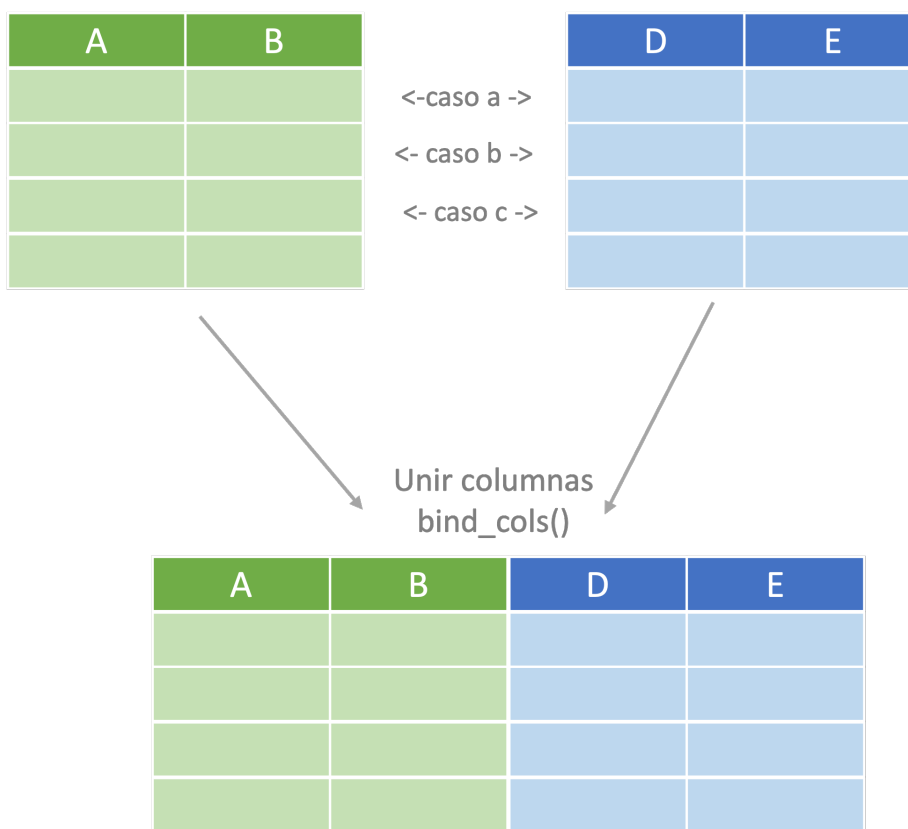 A B D E
<-caso a ->
<- caso b ->
<- caso c ->
Unir columnas
bind_cols()
A B D E